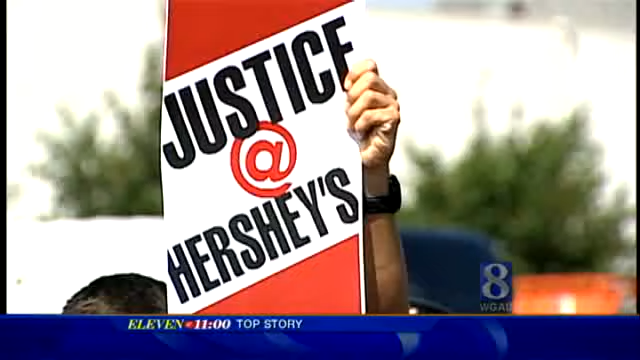 JUSTICE
@
HERSHEY'S
8
WGAL
ELEVEN@11:00 TOP STORY